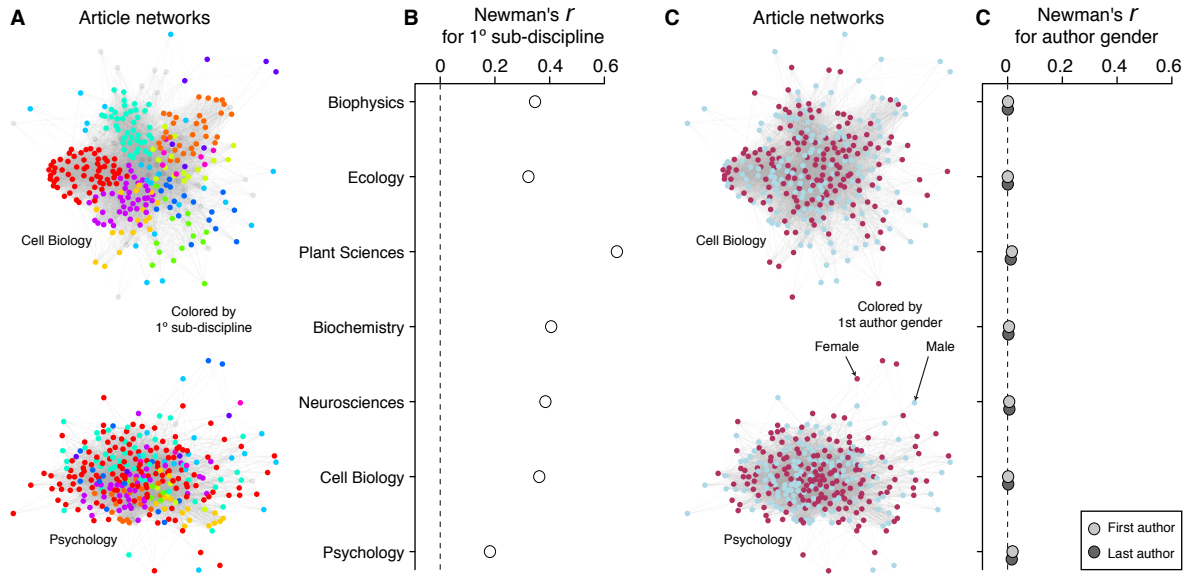 A
Article networks
Cell Biology
Colored by
1º sub-discipline
Psychology
B
Newman's r
for 1º sub-discipline
0
0.2
0.4
0.6
Biophysics
Ecology
Plant Sciences
Biochemistry
Neurosciences
Cell Biology
Psychology
C
Article networks
Cell Biology
Colored by
1st author gender
Female
Male
Psychology
C
Newman's r
for author gender
0
0.2
0.4
0.6
First author
Last author